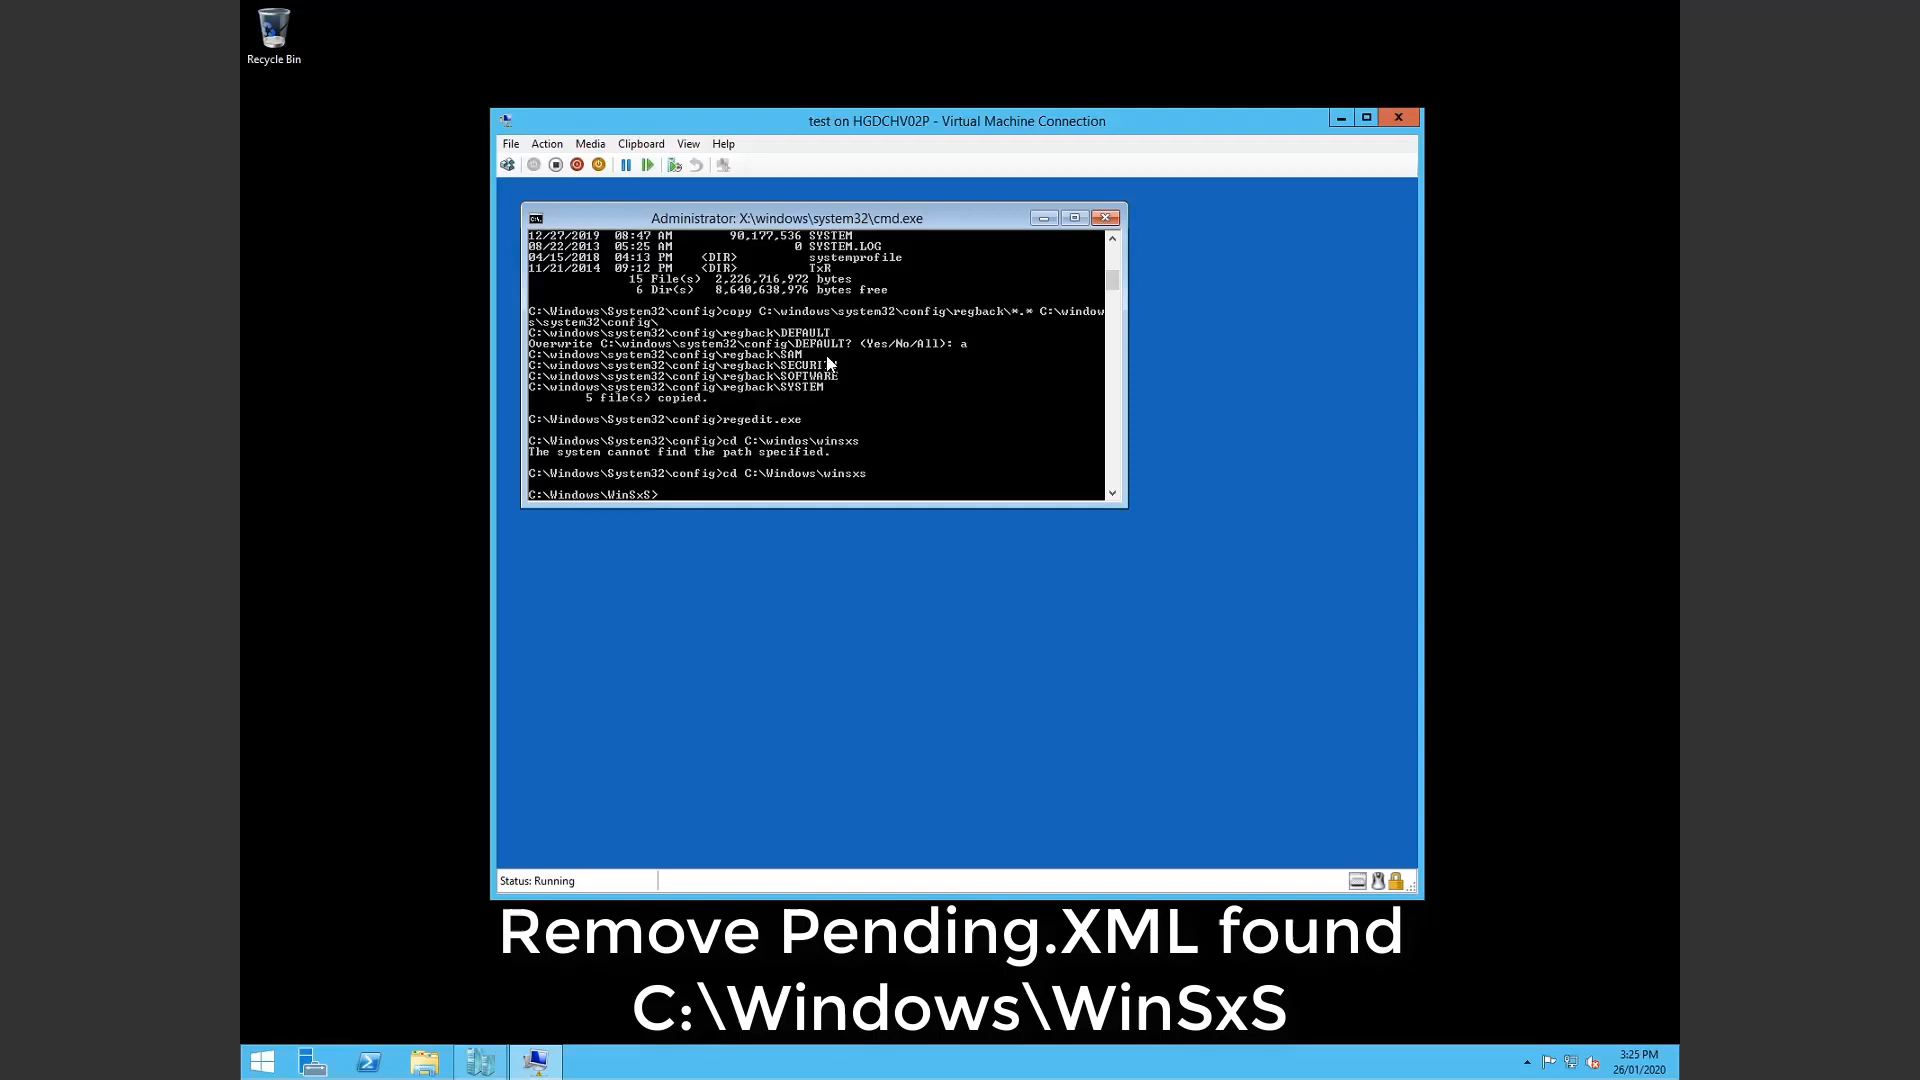 Recycle Bin
test on HGDCHV02P - Virtual Machine Connection
File Action Media Clipboard View Help
Administrator: X:\windows\system32\cmd.exe
12/27/2019  08:47 AM        90,177,536 SYSTEM
08/22/2013  05:25 AM                 0 SYSTEM.LOG
04/15/2018  04:13 PM    <DIR>          systemprofile
11/21/2014  09:12 PM    <DIR>          TxR
15 File(s)  2,226,716,972 bytes
6 Dir(s)   8,640,638,976 bytes free
C:\Windows\System32\config>copy C:\windows\system32\config\regback\*.* C:\window
s\system32\config\
C:\windows\system32\config\regback\DEFAULT
Overwrite C:\windows\system32\config\DEFAULT? (Yes/No/All): a
C:\windows\system32\config\regback\SAM
C:\windows\system32\config\regback\SECURITY
C:\windows\system32\config\regback\SOFTWARE
C:\windows\system32\config\regback\SYSTEM
5 file(s) copied.
C:\Windows\System32\config>regedit.exe
C:\Windows\System32\config>cd C:\windos\winsxs
The system cannot find the path specified.
C:\Windows\System32\config>cd C:\Windows\winsxs
C:\Windows\WinSxS>
Status: Running
Remove Pending.XML found
C:\Windows\WinSxS
3:25 PM
26/01/2020